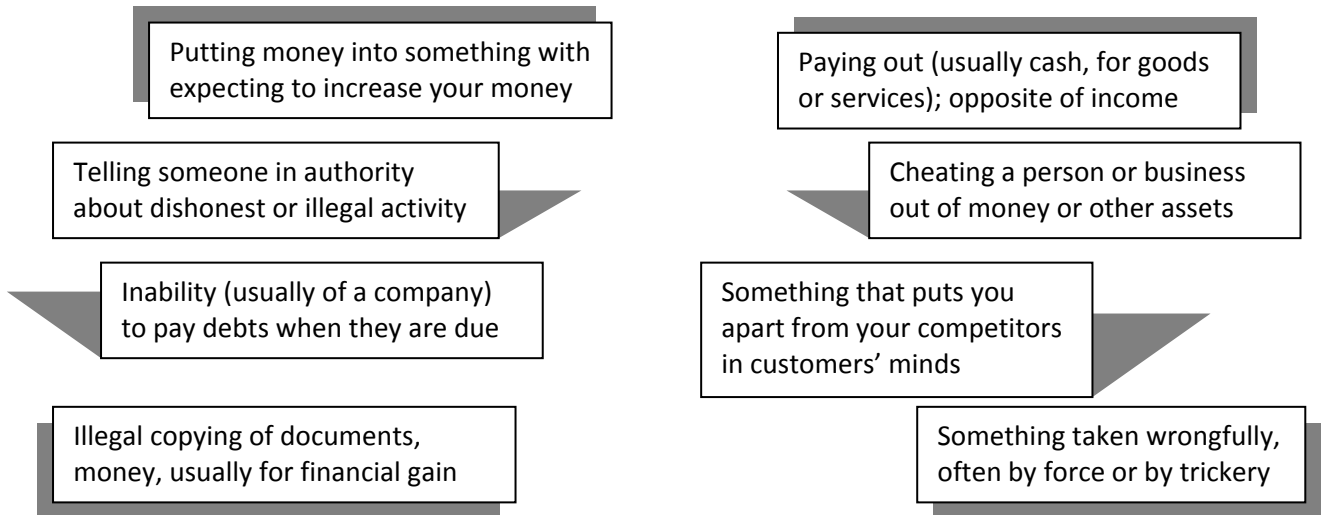 Putting money into something with
expecting to increase your money
Paying out (usually cash, for goods
or services); opposite of income
Telling someone in authority
about dishonest or illegal activity
Cheating a person or business
out of money or other assets
Inability (usually of a company)
to pay debts when they are due
Something that puts you
apart from your competitors
in customers’ minds
Illegal copying of documents,
money, usually for financial gain
Something taken wrongfully,
often by force or by trickery